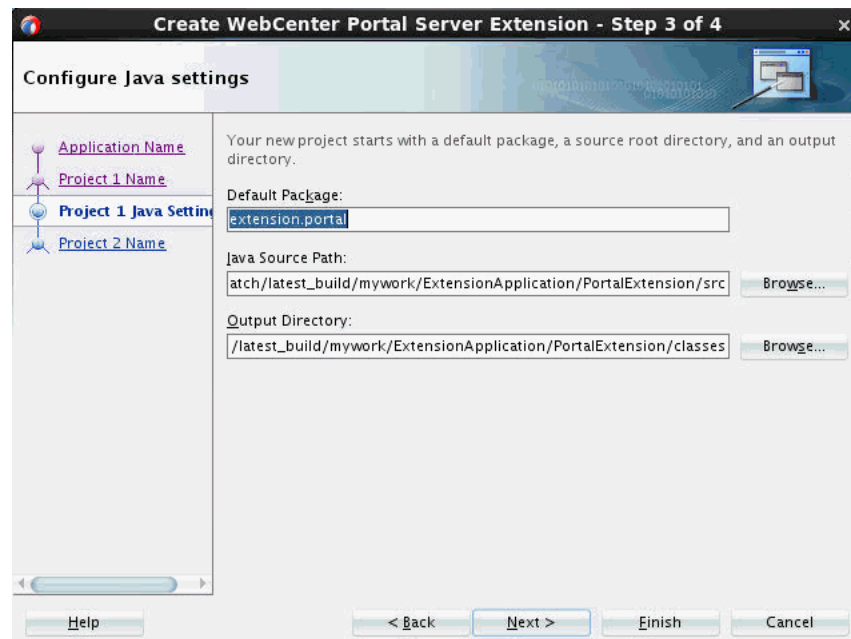 Create WebCenter Portal Server Extension - Step 3 of 4
Configure Java settings
Application Name
Project 1 Name
Project 1 Java Setting
Project 2 Name
Your new project starts with a default package, a source root directory, and an output
directory.
Default Package:
extension.portal
Java Source Path:
atch/latest_build/mywork/ExtensionApplication/PortalExtension/src
Browse...
Output Directory:
/latest_build/mywork/ExtensionApplication/PortalExtension/classes
Browse...
Help
< Back
Next >
Finish
Cancel